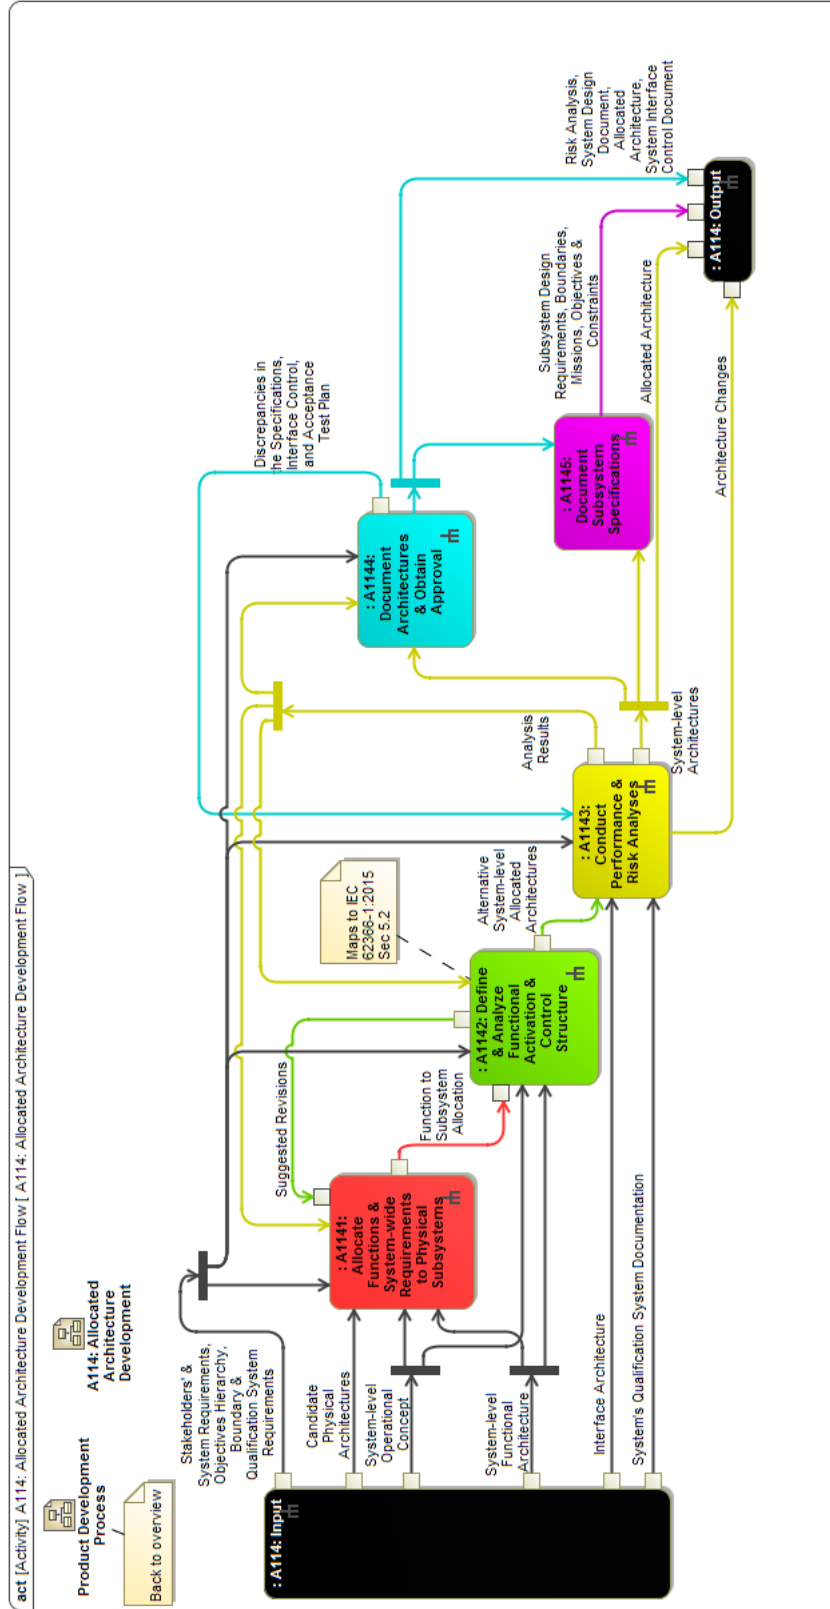 act [Activity] A114: Allocated Architecture Development Flow [ A114: Allocated Architecture Development Flow ]
Product Development
Process
A114: Allocated
Architecture
Development
Back to overview
: A114: Input
Stakeholders' &
System Requirements,
Objectives Hierarchy,
Boundary &
Qualification System
Requirements
Candidate
Physical
Architectures
System-level
Operational
Concept
System-level
Functional
Architecture
Interface Architecture
System's Qualification System Documentation
: A1141:
Allocate
Functions &
System-wide
Requirements
to Physical
Subsystems
Suggested Revisions
Function to
Subsystem
Allocation
: A1142: Define
& Analyze
Functional
Activation &
Control
Structure
Maps to IEC
62366-1:2015
Sec 5.2
Alternative
System-level
Allocated
Architectures
: A1143:
Conduct
Performance &
Risk Analyses
Analysis
Results
System-level
Architectures
: A1144:
Document
Architectures
& Obtain
Approval
Discrepancies in
the Specifications,
Interface Control,
and Acceptance
Test Plan
: A1145:
Document
Subsystem
Specifications
Subsystem Design
Requirements, Boundaries,
Missions, Objectives &
Constraints
Allocated Architecture
Architecture Changes
Risk Analysis,
System Design
Document,
Allocated
Architecture,
System Interface
Control Document
: A114: Output